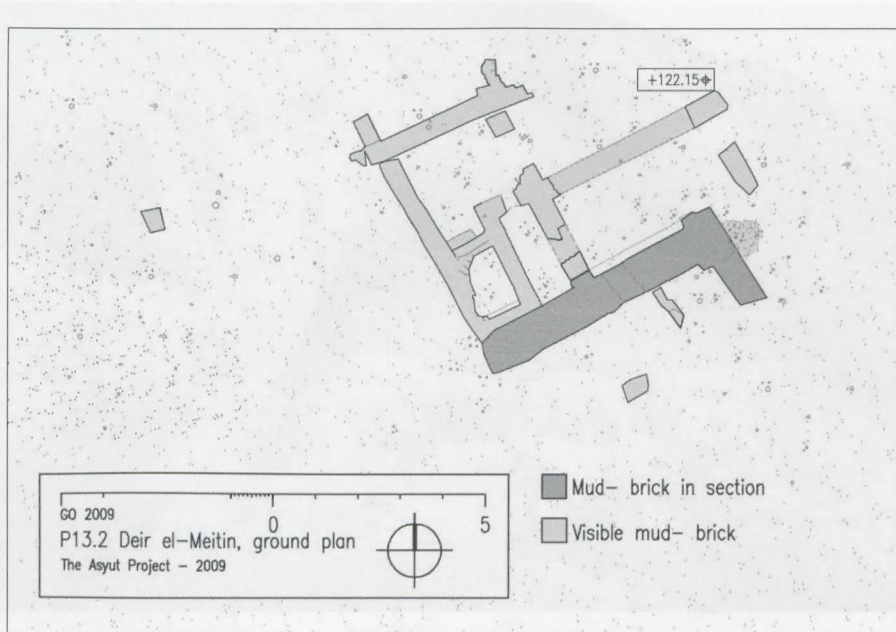 +122.15
GO 2009
0
5
P13.2 Deir el-Meitin, ground plan
The Asyut Project - 2009
Mud- brick in section
Visible mud- brick